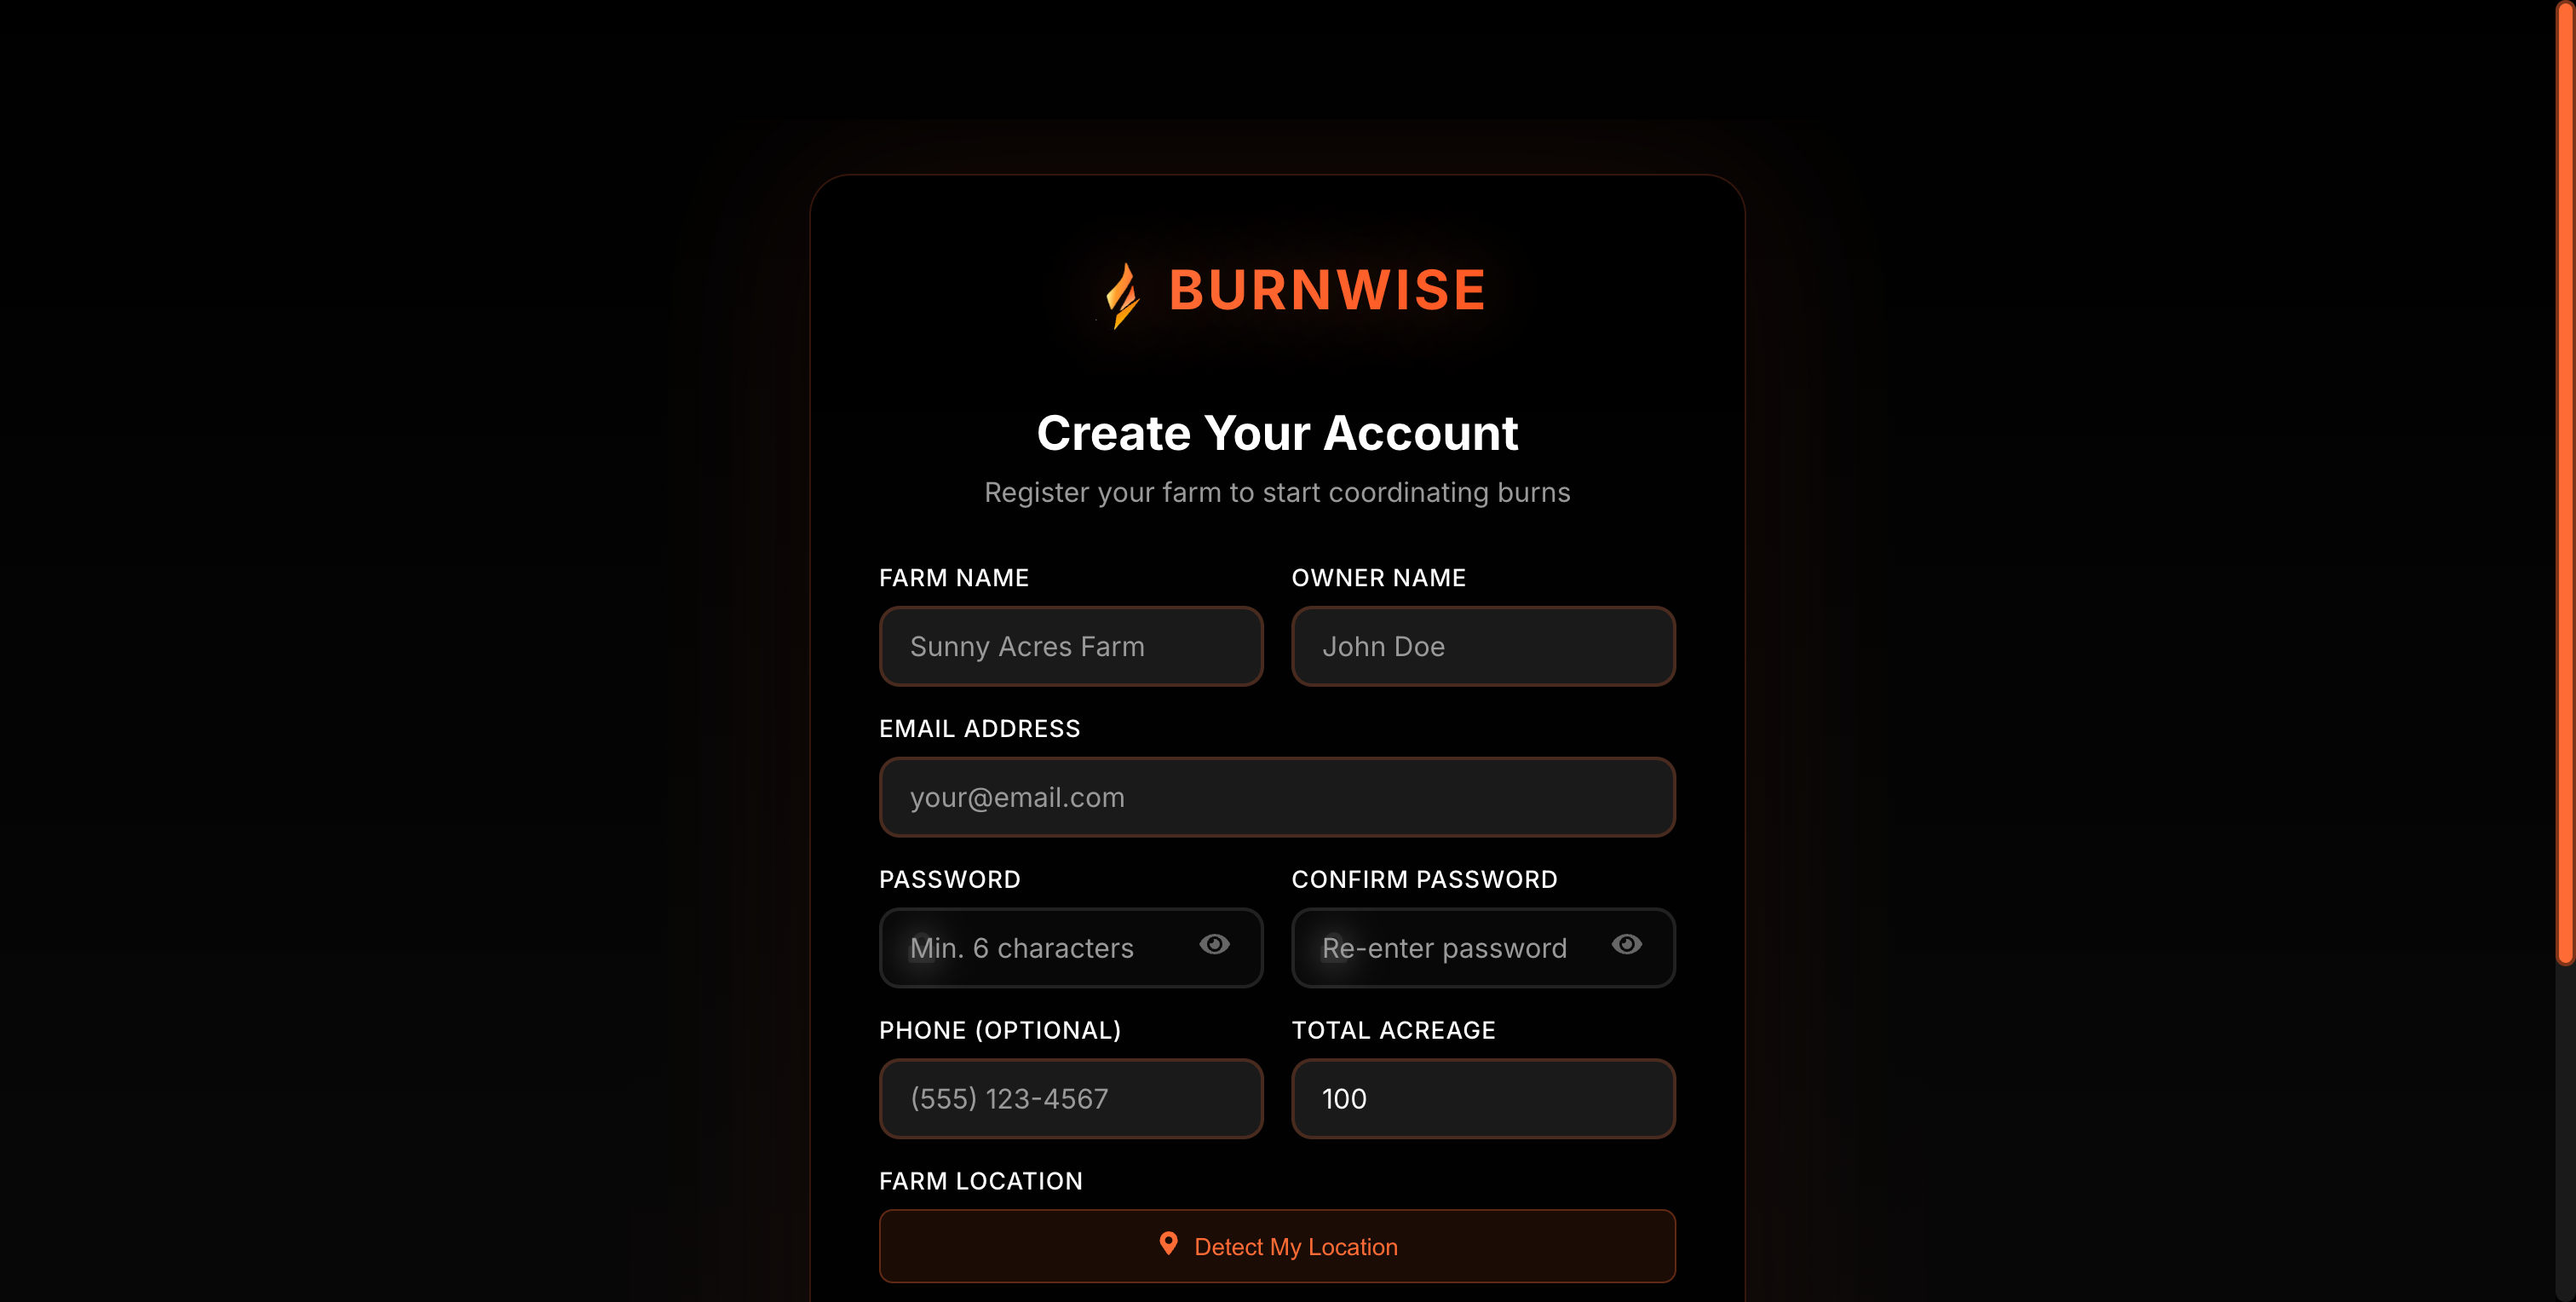 BURNWISE
Create Your Account
Register your farm to start coordinating burns
FARM NAME
OWNER NAME
Sunny Acres Farm
John Doe
EMAIL ADDRESS
your@email.com
PASSWORD
CONFIRM PASSWORD
Min. 6 characters
Re-enter password
PHONE (OPTIONAL)
TOTAL ACREAGE
(555) 123-4567
100
FARM LOCATION
Detect My Location